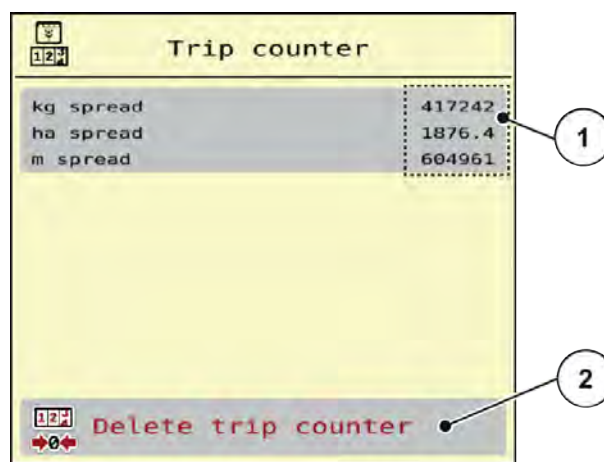 Trip counter
kg spread 417242
ha spread 1876.4
m spread 604961
1
Delete trip counter
2